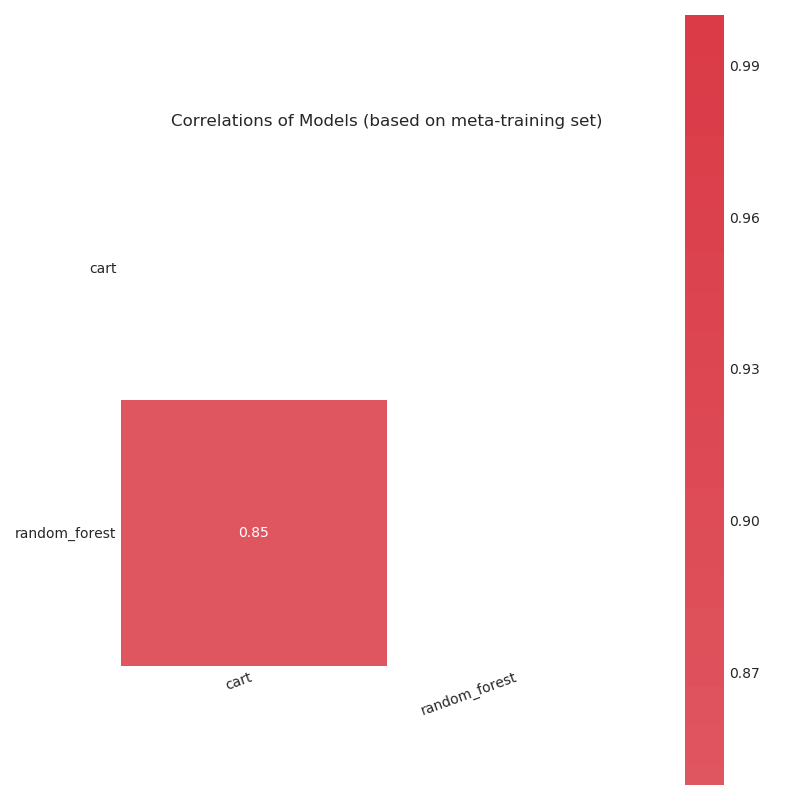 Correlations of Models (based on meta-training set)
cart
random_forest
0.85
cart
random_forest
0.99
0.96
0.93
0.90
0.87